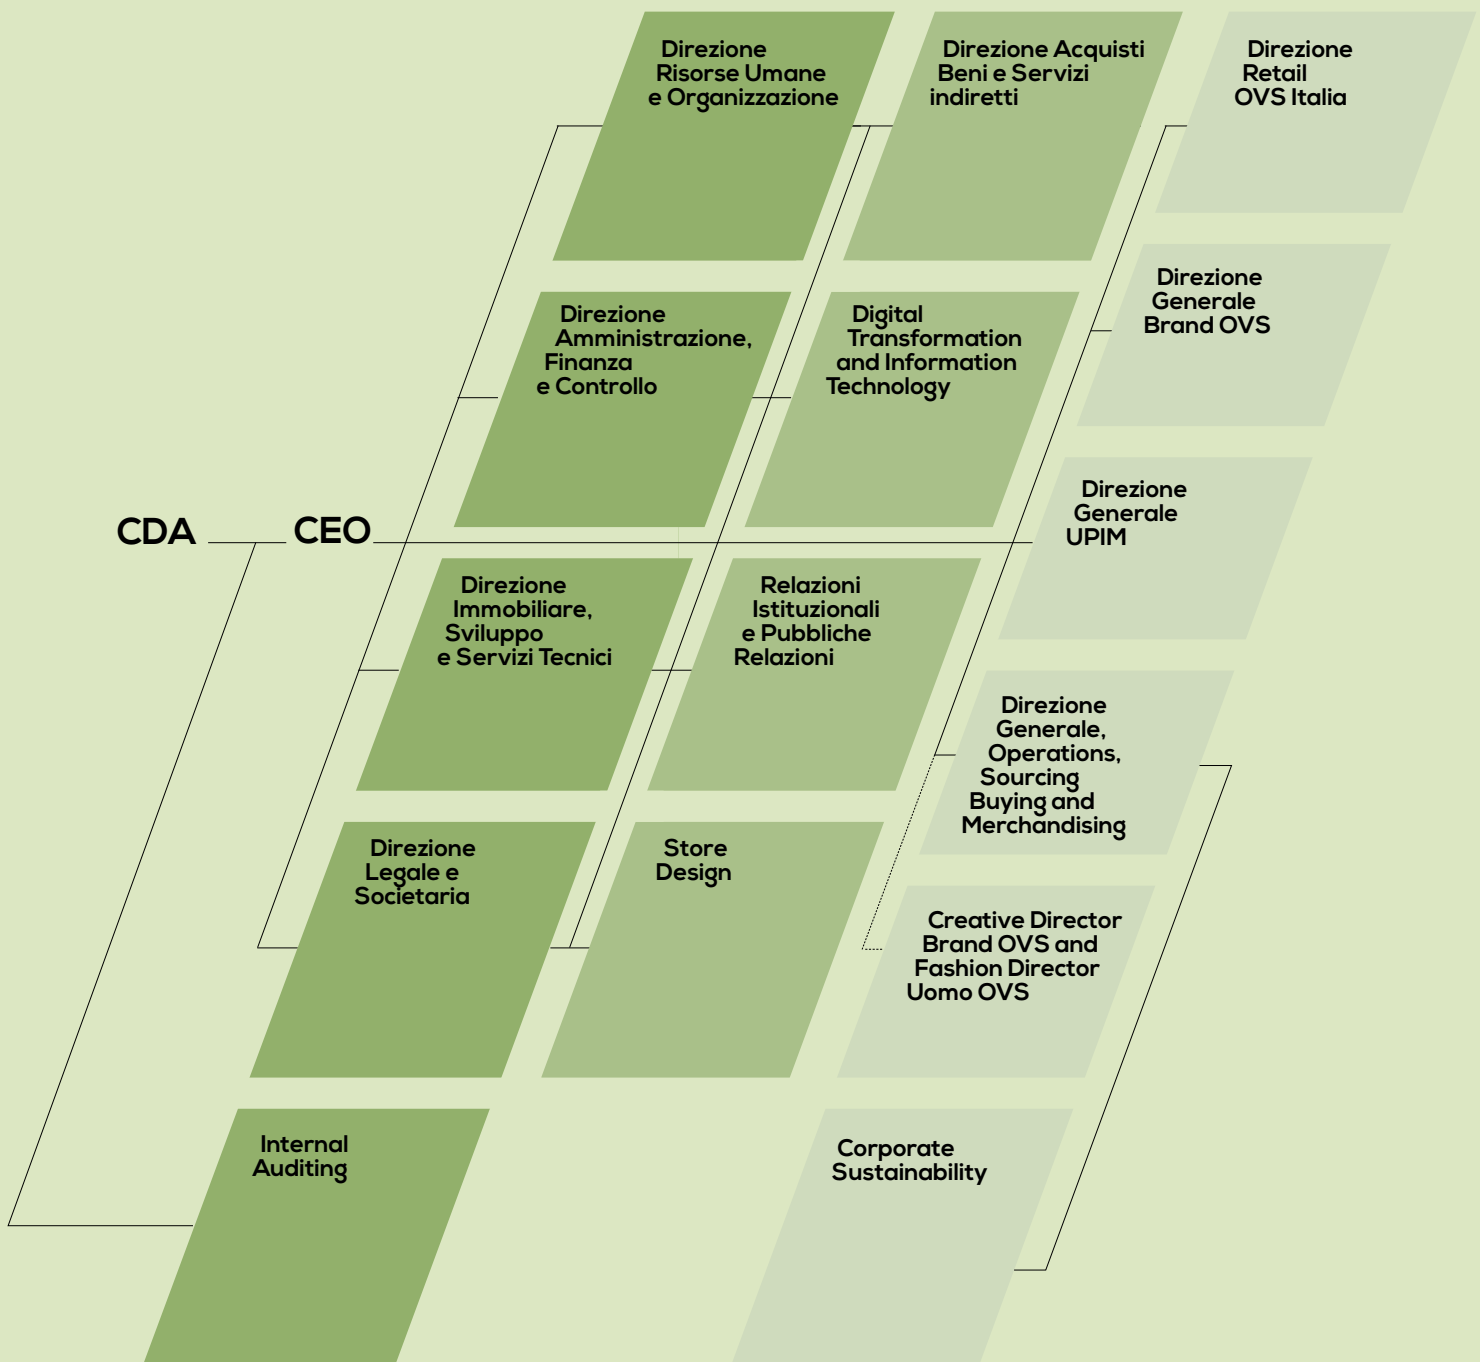 Direzione
Risorse Umane
e Organizzazione
Direzione Acquisti
Beni e Servizi
indiretti
Direzione
Retail
OVS Italia
Direzione
Generale
Brand OVS
Direzione
Amministrazione,
Finanza
e Controllo
Digital
Transformation
and Information
Technology
Direzione
Generale
UPIM
CDA
CEO
Direzione
Immobiliare,
Sviluppo
e Servizi Tecnici
Relazioni
Istituzionali
e Pubbliche
Relazioni
Direzione
Generale,
Operations,
Sourcing
Buying and
Merchandising
Direzione
Legale e
Societaria
Store
Design
Creative Director
Brand OVS and
Fashion Director
Uomo OVS
Internal
Auditing
Corporate
Sustainability